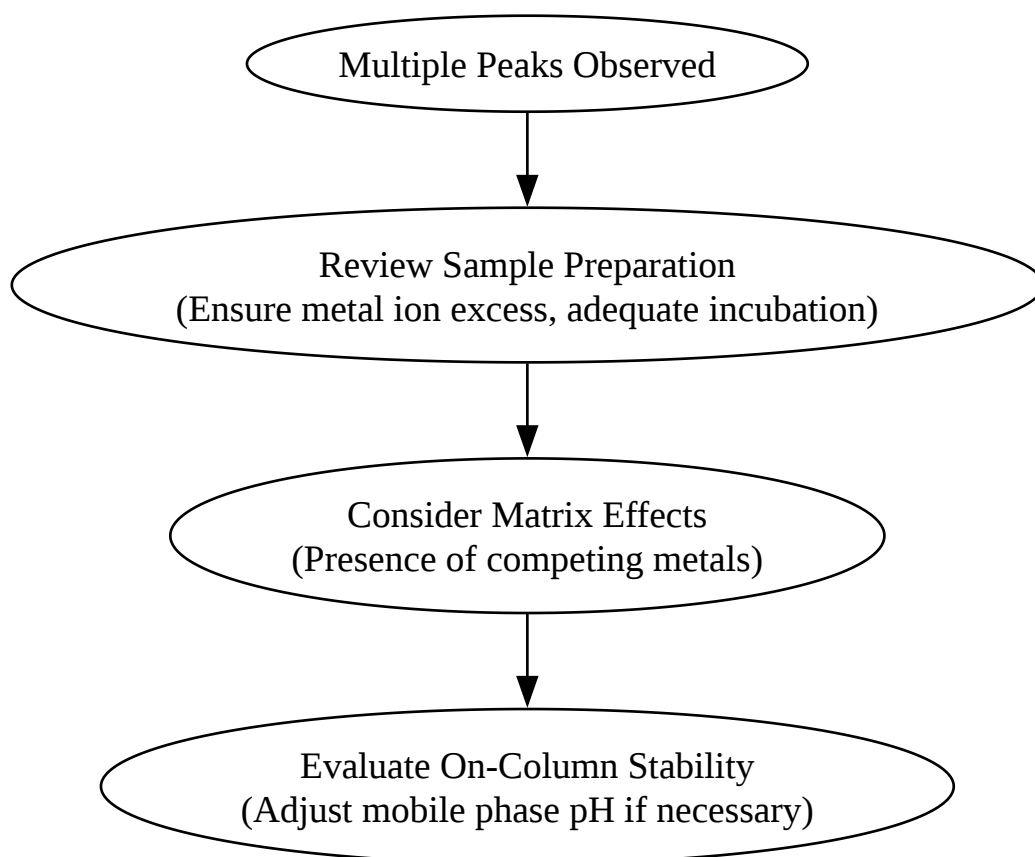 Multiple Peaks Observed
Review Sample Preparation
(Ensure metal ion excess, adequate incubation)
Consider Matrix Effects
(Presence of competing metals)
Evaluate On-Column Stability
(Adjust mobile phase pH if necessary)